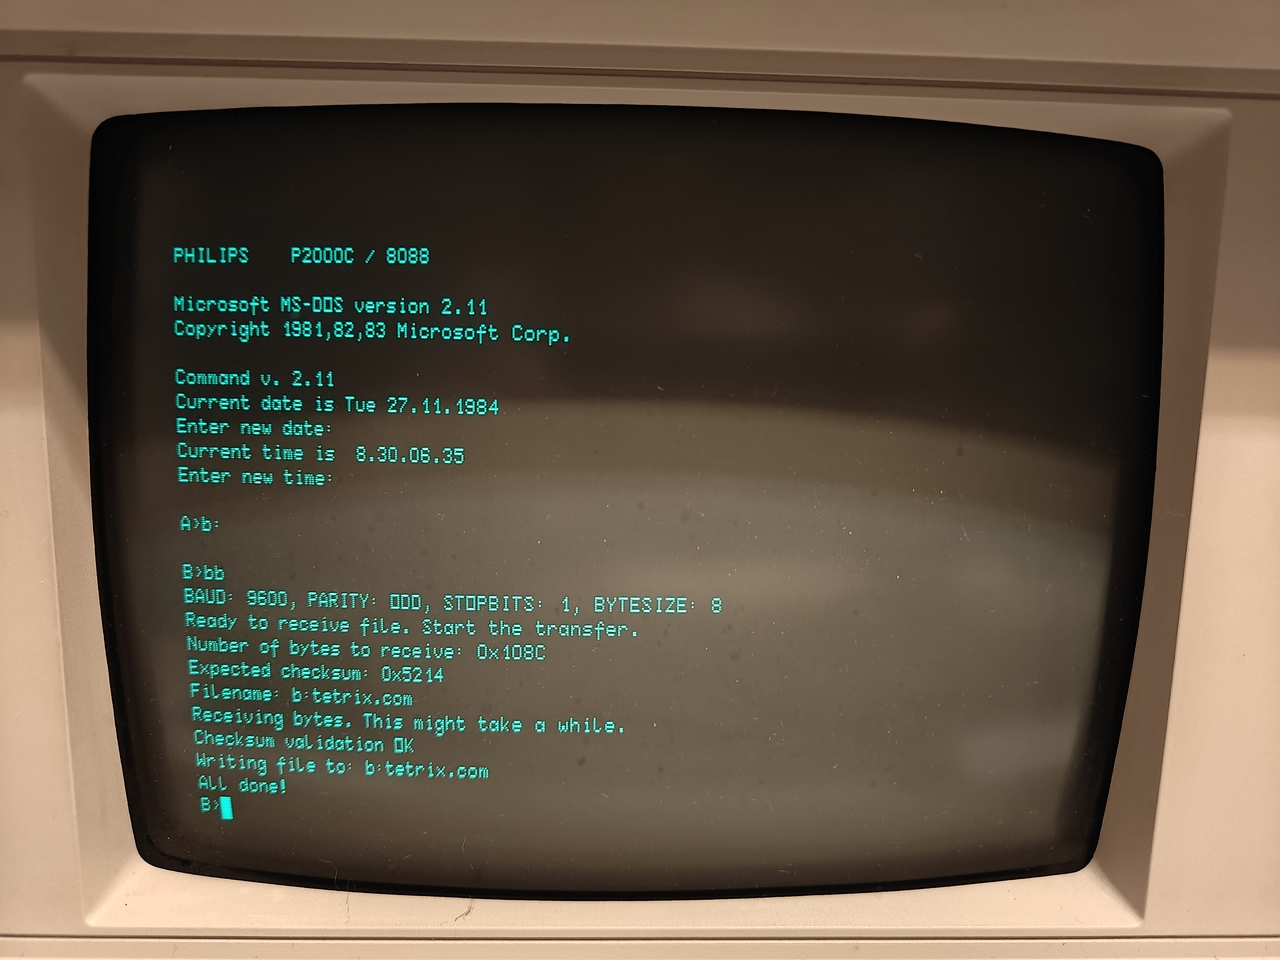 PHILIPS    P2000C / 8088
Microsoft MS-DOS version 2.11
Copyright 1981,82,83 Microsoft Corp.
Command v. 2.11
Current date is Tue 27.11.1984
Enter new date:
Current time is  8.30.06.35
Enter new time:
A>b:
B>bb
BAUD: 9600, PARITY: ODD, STOPBITS: 1, BYTESIZE: 8
Ready to receive file. Start the transfer.
Number of bytes to receive: 0x108C
Expected checksum: 0x5214
Filename: b:tetrix.com
Receiving bytes. This might take a while.
Checksum validation OK
Writing file to: b:tetrix.com
All done!
B>